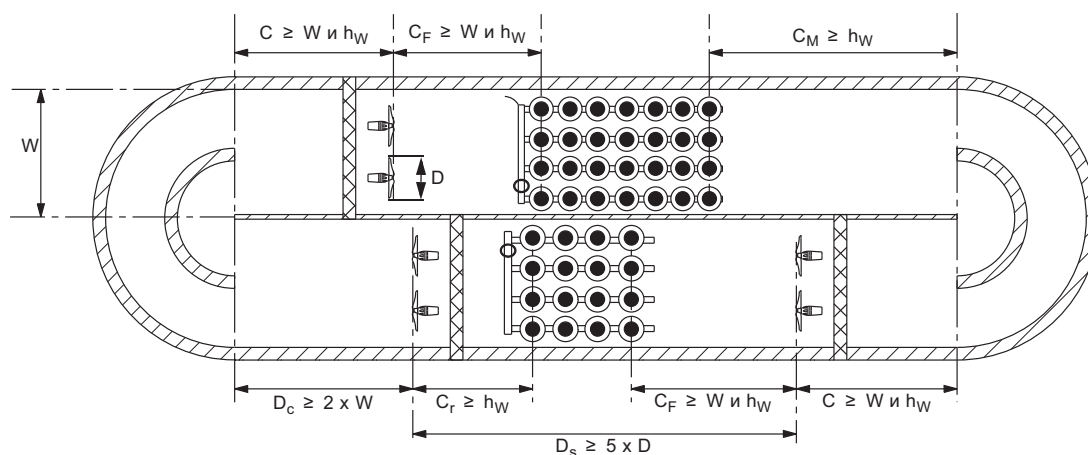 C ≥ W и h_W
C_F ≥ W и h_W
C_M ≥ h_W
W
D
D_c ≥ 2 x W
C_r ≥ h_W
C_F ≥ W и h_W
C ≥ W и h_W
D_s ≥ 5 x D